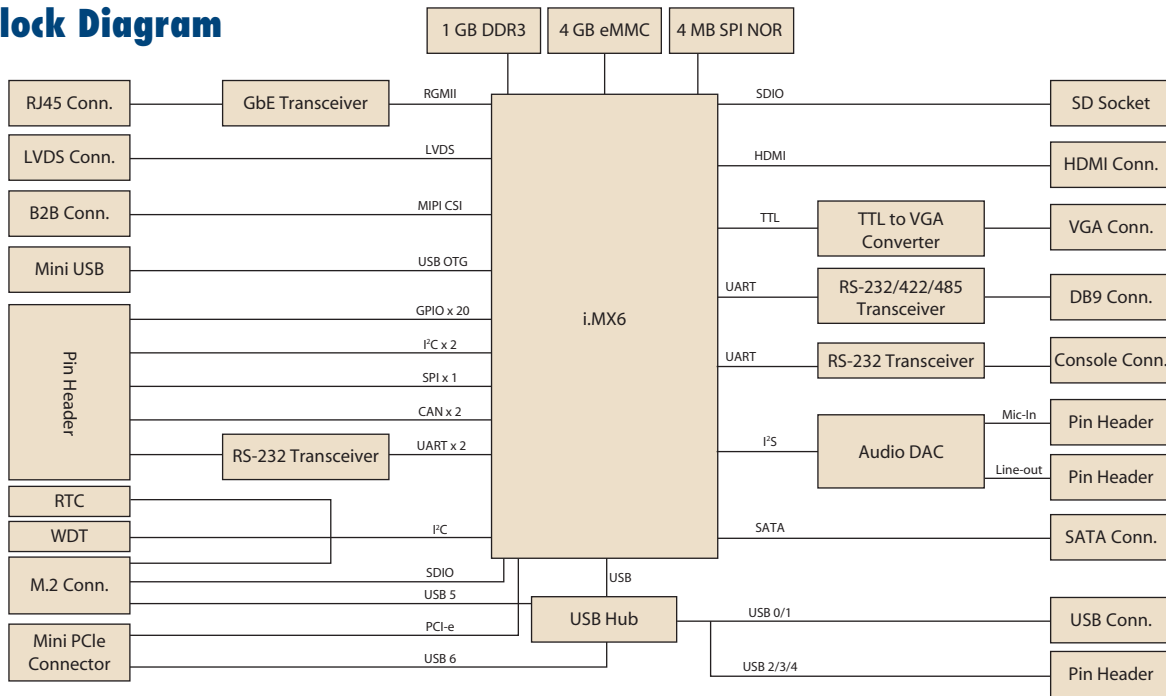 lock Diagram
1 GB DDR3
4 GB eMMC
4 MB SPI NOR
RJ45 Conn.
GbE Transceiver
RGMII
SDIO
SD Socket
LVDS Conn.
LVDS
HDMI
HDMI Conn.
B2B Conn.
MIPI CSI
TTL
TTL to VGA
Converter
VGA Conn.
Mini USB
USB OTG
UART
RS-232/422/485
Transceiver
DB9 Conn.
Pin Header
GPIO x 20
I²C x 2
SPI x 1
CAN x 2
RS-232 Transceiver
UART x 2
i.MX6
UART
RS-232 Transceiver
Console Conn.
I²S
Audio DAC
Mic-In
Pin Header
Line-out
Pin Header
RTC
WDT
I²C
SATA
SATA Conn.
M.2 Conn.
SDIO
USB 5
USB
USB Hub
USB 0/1
USB Conn.
Mini PCIe
Connector
PCI-e
USB 6
USB 2/3/4
Pin Header